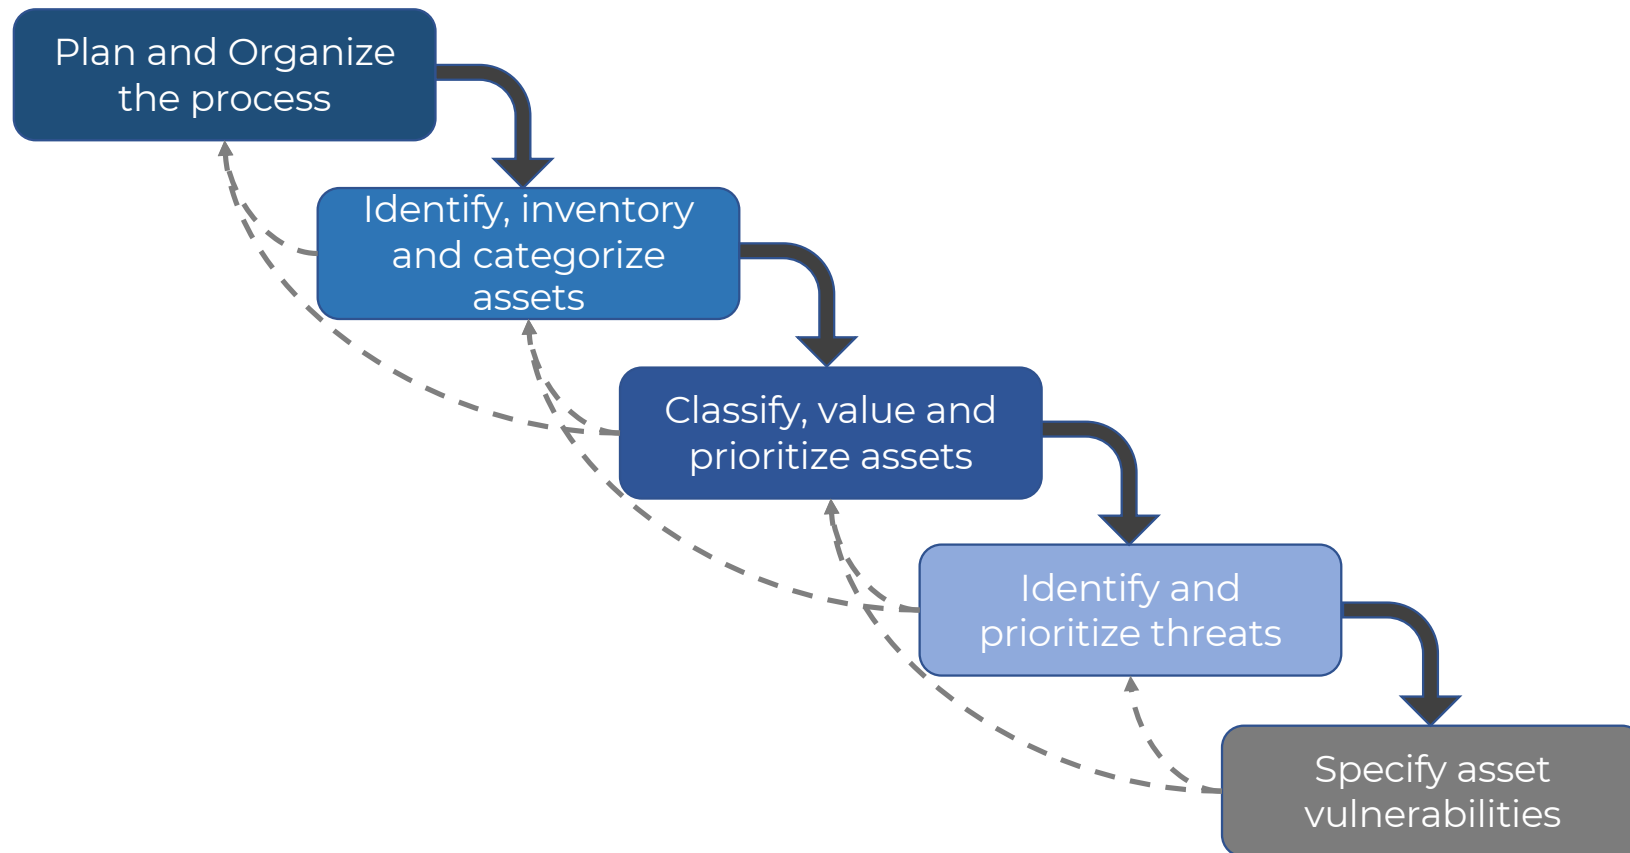 Plan and Organize
the process
Identify, inventory
and categorize
assets
Classify, value and
prioritize assets
Identify and
prioritize threats
Specify asset
vulnerabilities